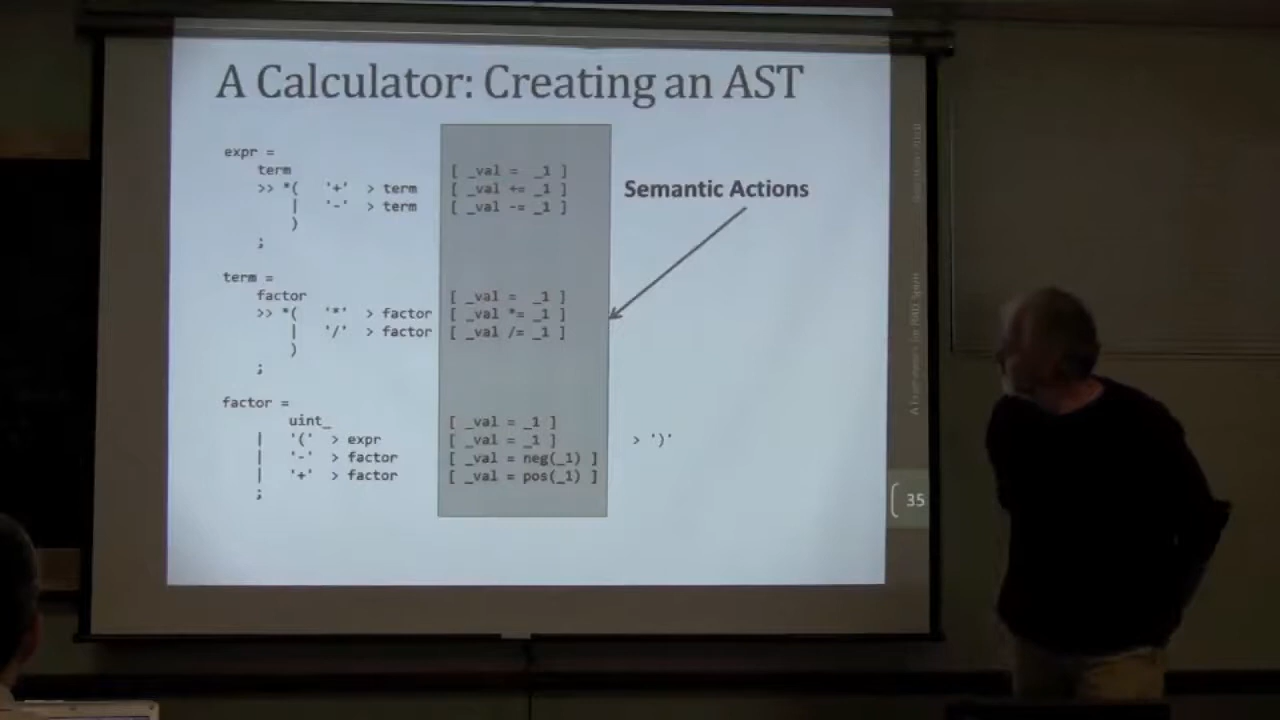 A Calculator: Creating an AST
expr =
term [ _val = _1 ]
>> *( '+' > term [ _val += _1 ]
| '-' > term [ _val -= _1 ]
)
;
Semantic Actions
term =
factor [ _val = _1 ]
>> *( '*' > factor [ _val *= _1 ]
| '/' > factor [ _val /= _1 ]
)
;
factor =
uint_ [ _val = _1 ]
| '(' > expr [ _val = _1 ] > ')'
| '-' > factor [ _val = neg(_1) ]
| '+' > factor [ _val = pos(_1) ]
;
35